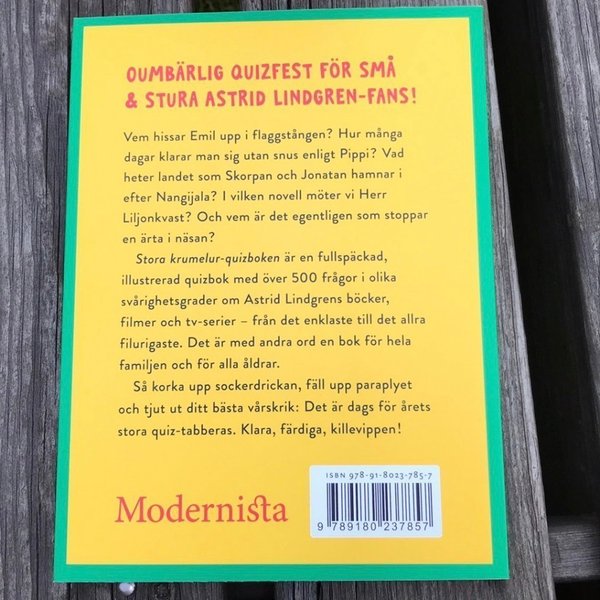 OUMBÄRLIG QUIZFEST FÖR SMÅ
& STURA ASTRID LINDGREN-FANS!
Vem hissar Emil upp i flaggstången? Hur många
dagar klarar man sig utan snus enligt Pippi? Vad
heter landet som Skorpan och Jonatan hamnar i
efter Nangijala? I vilken novell möter vi Herr
Liljonkvast? Och vem är det egentligen som stoppar
en ärta i näsan?
Stora krumelur-quizboken är en fullspäckad,
illustrerad quizbok med över 500 frågor i olika
svårighetsgrader om Astrid Lindgrens böcker,
filmer och tv-serier – från det enklaste till det allra
filurigaste. Det är med andra ord en bok för hela
familjen och för alla åldrar.
Så korka upp sockerdrickan, fäll upp paraplyet
och tjut ut ditt bästa vårskrik: Det är dags för årets
stora quiz-tabberas. Klara, färdiga, killevippen!
ISBN 978-91-8023-785-7
Modernista
9 789180 237857